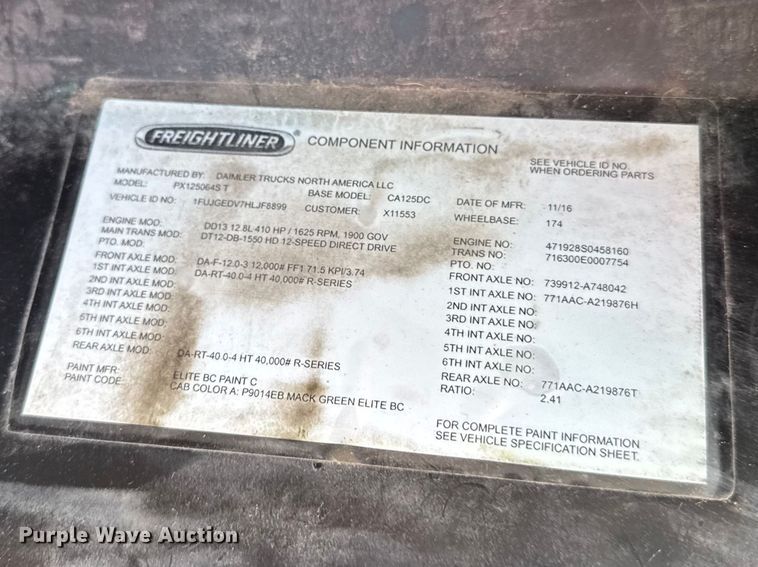 FREIGHTLINER COMPONENT INFORMATION
SEE VEHICLE ID NO
WHEN ORDERING PARTS
MANUFACTURED BY: DAIMLER TRUCKS NORTH AMERICA LLC
MODEL: PX125064S T BASE MODEL: CA125DC DATE OF MFR: 11/16
VEHICLE ID NO: 1FUJGEDV7HLJF8899 CUSTOMER: X11553 WHEELBASE: 174
ENGINE MOD: DD13 12.8L 410 HP / 1625 RPM, 1900 GOV ENGINE NO: 471928S0458160
MAIN TRANS MOD: DT12-DB-1550 HD 12-SPEED DIRECT DRIVE TRANS NO: 716300E0007754
PTO. MOD: PTO. NO:
FRONT AXLE MOD: DA-F-12.0-3 12,000# FF1 71.5 KPI/3.74 FRONT AXLE NO: 739912-A748042
1ST INT AXLE MOD: DA-RT-40.0-4 HT 40,000# R-SERIES 1ST INT AXLE NO: 771AAC-A219876H
2ND INT AXLE MOD: 2ND INT AXLE NO:
3RD INT AXLE MOD: 3RD INT AXLE NO:
4TH INT AXLE MOD: 4TH INT AXLE NO:
5TH INT AXLE MOD: 5TH INT AXLE NO:
6TH INT AXLE MOD: 6TH INT AXLE NO:
REAR AXLE MOD: DA-RT-40.0-4 HT 40,000# R-SERIES REAR AXLE NO: 771AAC-A219876T
RATIO: 2.41
PAINT MFR: ELITE BC PAINT C
PAINT CODE: CAB COLOR A: P9014EB MACK GREEN ELITE BC
FOR COMPLETE PAINT INFORMATION
SEE VEHICLE SPECIFICATION SHEET.
Purple Wave Auction